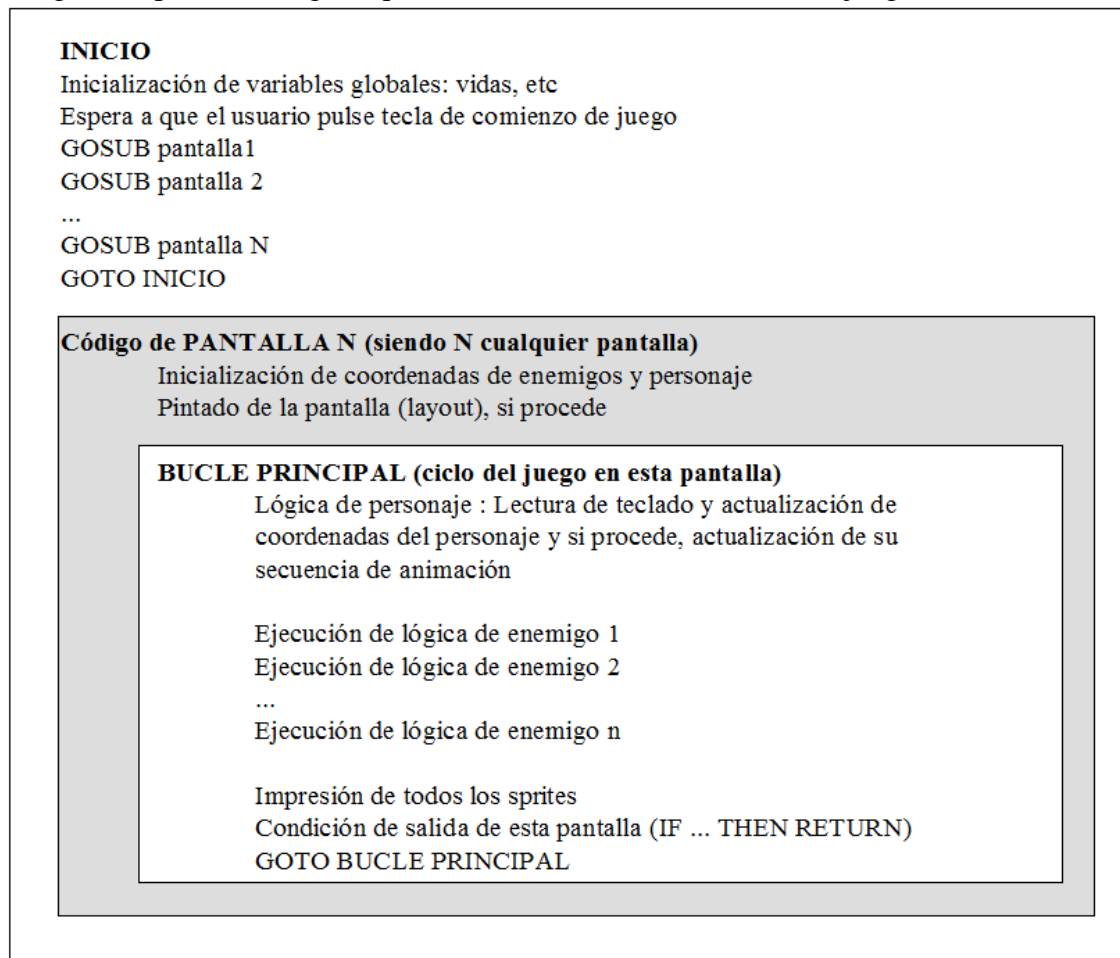 INICIO
Inicialización de variables globales: vidas, etc
Espera a que el usuario pulse tecla de comienzo de juego
GOSUB pantalla1
GOSUB pantalla 2
...
GOSUB pantalla N
GOTO INICIO
Código de PANTALLA N (siendo N cualquier pantalla)
Inicialización de coordenadas de enemigos y personaje
Pintado de la pantalla (layout), si procede
BUCLE PRINCIPAL (ciclo del juego en esta pantalla)
Lógica de personaje : Lectura de teclado y actualización de
coordenadas del personaje y si procede, actualización de su
secuencia de animación
Ejecución de lógica de enemigo 1
Ejecución de lógica de enemigo 2
...
Ejecución de lógica de enemigo n
Impresión de todos los sprites
Condición de salida de esta pantalla (IF ... THEN RETURN)
GOTO BUCLE PRINCIPAL